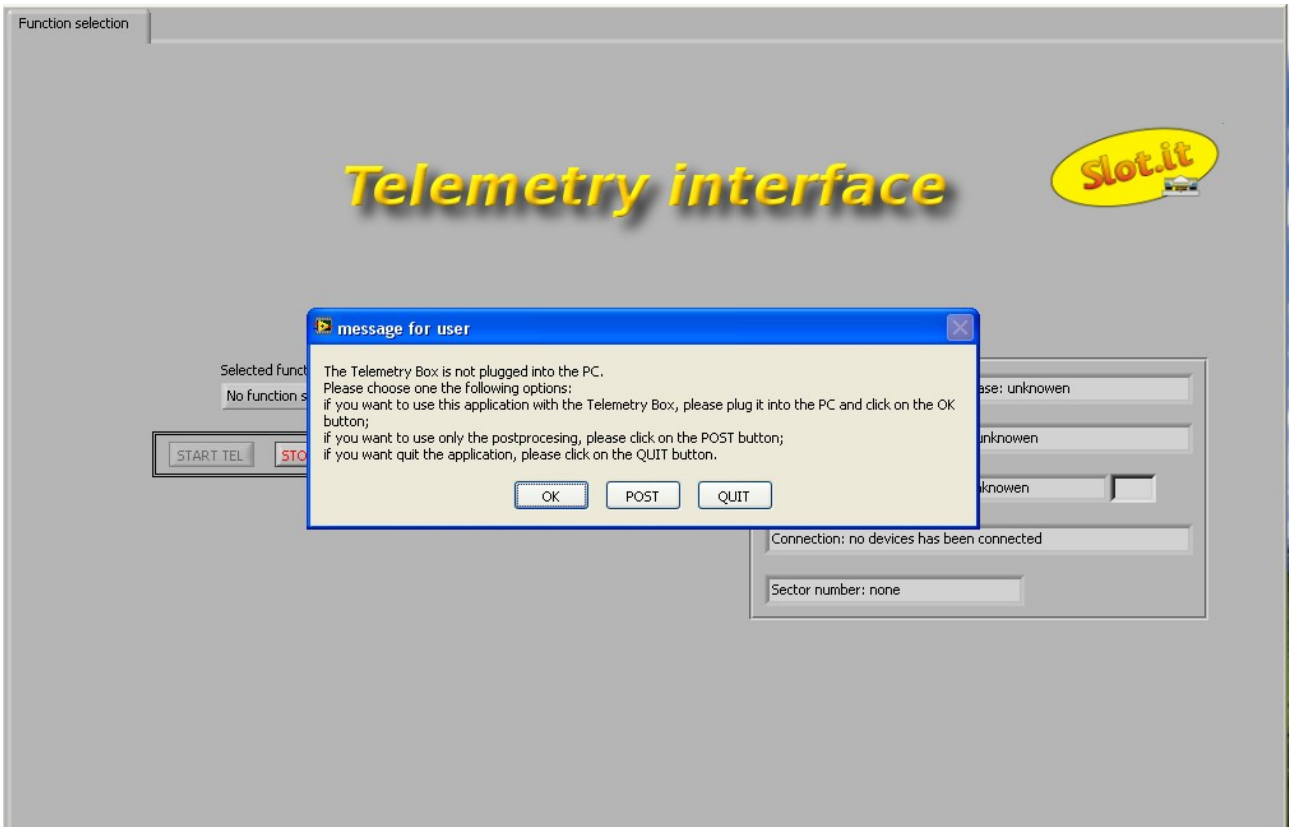 Function selection
Telemetry interface
Slot.it
message for user
The Telemetry Box is not plugged into the PC.
Please choose one the following options:
if you want to use this application with the Telemetry Box, please plug it into the PC and click on the OK
button;
if you want to use only the postprocesing, please click on the POST button;
if you want quit the application, please click on the QUIT button.
OK POST QUIT
Selected funct
No function s
START TEL STO
ase: unknowen
unknowen
knowen
Connection: no devices has been connected
Sector number: none